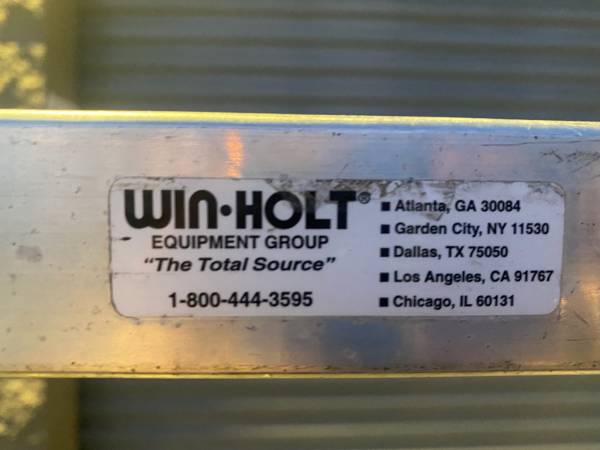 WIN·HOLT®
EQUIPMENT GROUP
"The Total Source"
1-800-444-3595
■ Atlanta, GA 30084
■ Garden City, NY 11530
■ Dallas, TX 75050
■ Los Angeles, CA 91767
■ Chicago, IL 60131